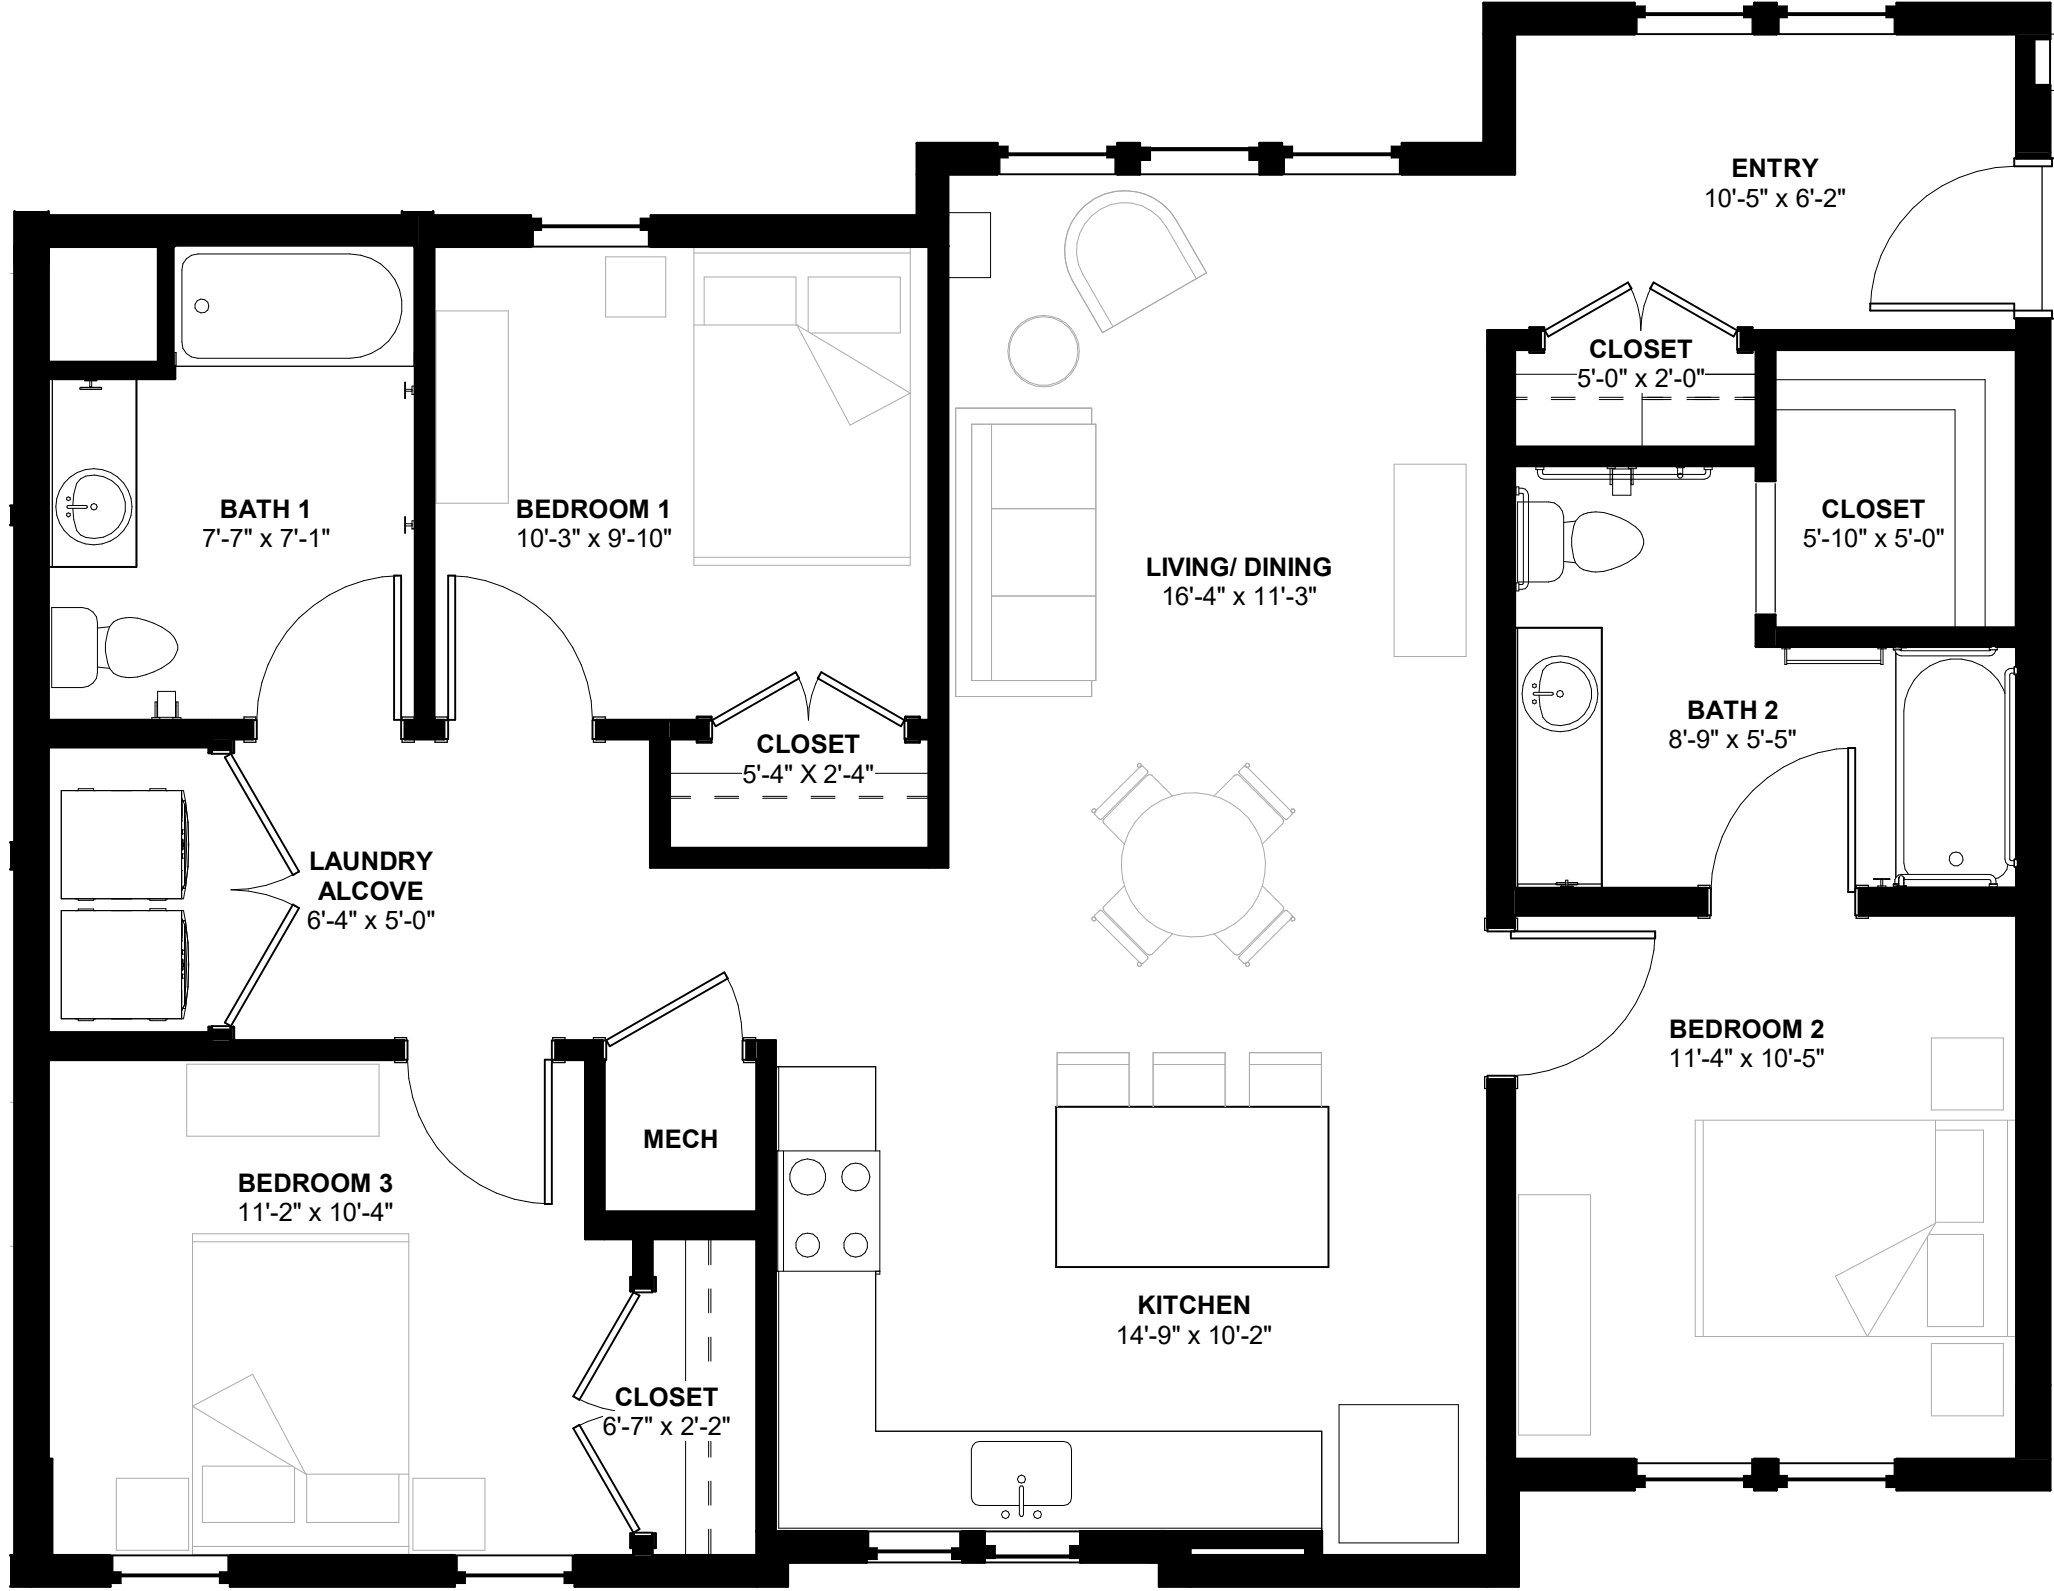 ENTRY
10'-5" x 6'-2"
CLOSET
5'-0" x 2'-0"
BATH 1
7'-7" x 7'-1"
BEDROOM 1
10'-3" x 9'-10"
LIVING/ DINING
16'-4" x 11'-3"
CLOSET
5'-10" x 5'-0"
CLOSET
5'-4" X 2'-4"
BATH 2
8'-9" x 5'-5"
LAUNDRY
ALCOVE
6'-4" x 5'-0"
BEDROOM 2
11'-4" x 10'-5"
MECH
BEDROOM 3
11'-2" x 10'-4"
KITCHEN
14'-9" x 10'-2"
CLOSET
6'-7" x 2'-2"